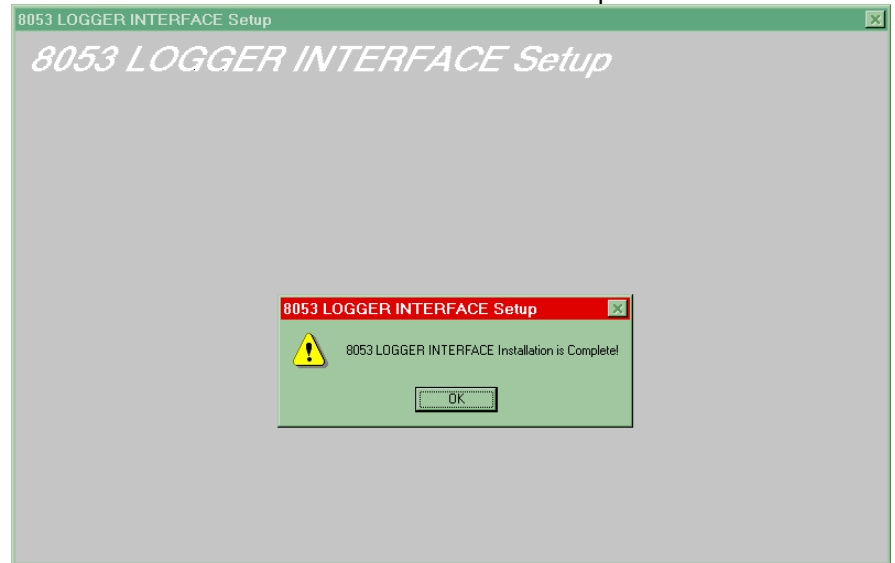 8053 LOGGER INTERFACE Setup
8053 LOGGER INTERFACE Setup
8053 LOGGER INTERFACE Setup
8053 LOGGER INTERFACE Installation is Complete!
OK